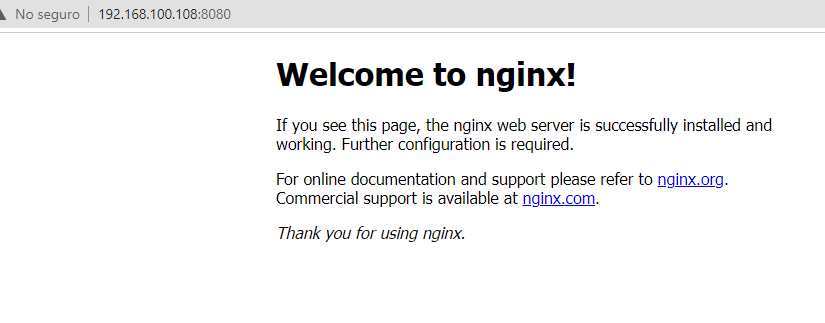 No seguro 192.168.100.108:8080
Welcome to nginx!
If you see this page, the nginx web server is successfully installed and
working. Further configuration is required.
For online documentation and support please refer to nginx.org.
Commercial support is available at nginx.com.
Thank you for using nginx.